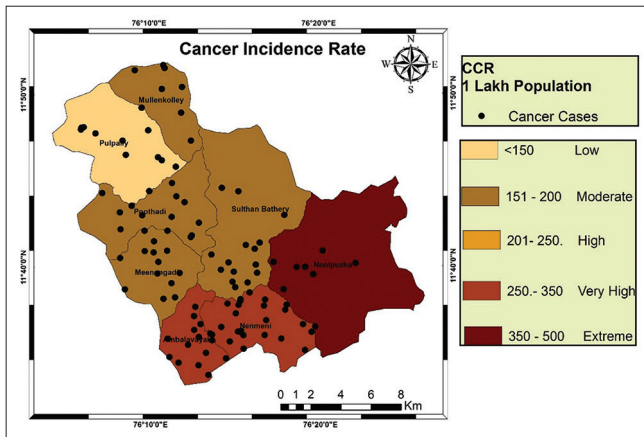 76°10'0"E 76°20'0"E
Cancer Incidence Rate
N
W E
S
CCR
1 Lakh Population
Cancer Cases
<150 Low
151 - 200 Moderate
201- 250. High
250.- 350 Very High
350 - 500 Extreme
11°50'0"N 11°50'0"N
Mullenkolley
Pulpally
Poothadi
Sulthan Bathery
Meenangadi
Noolpuzha
11°40'0"N 11°40'0"N
Nenmeni
Ambalavayal
0 1 2 4 6 8
Km
76°10'0"E 76°20'0"E